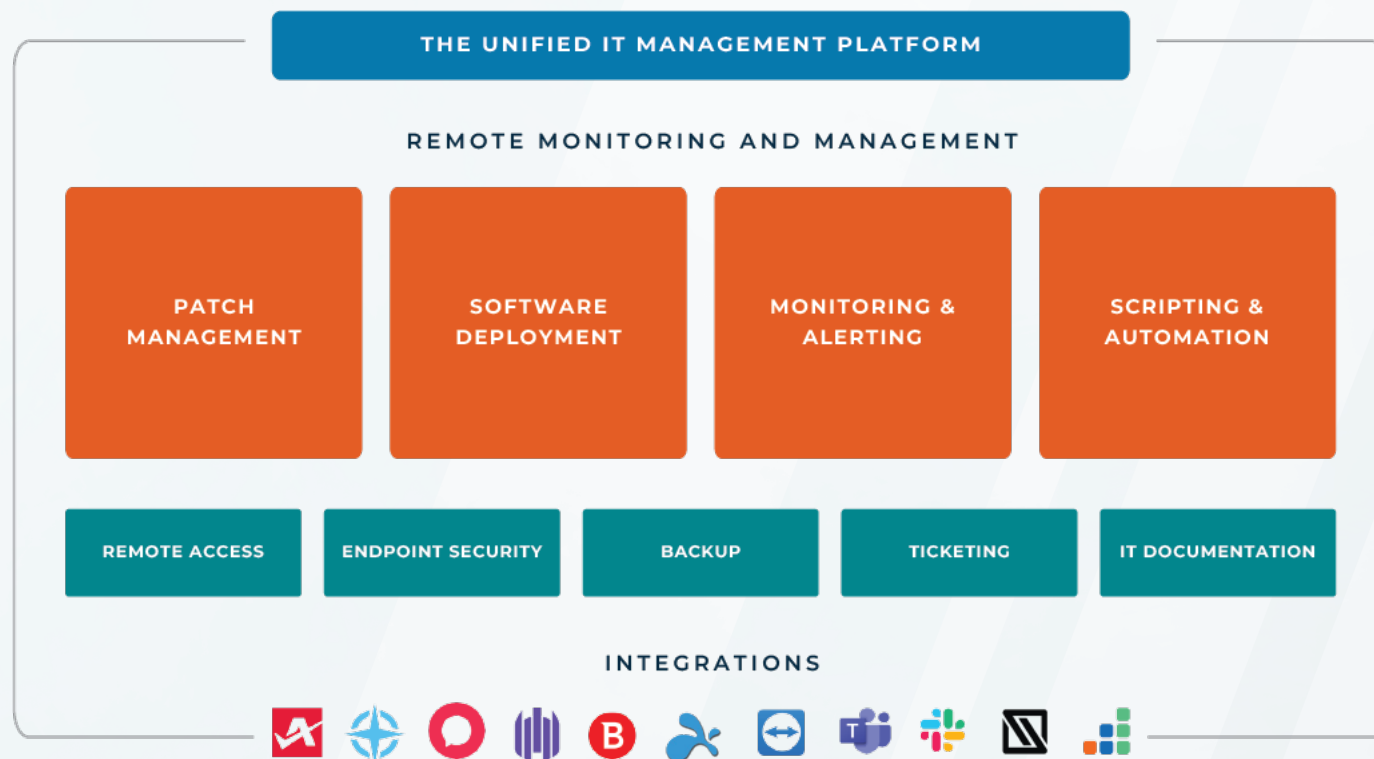 THE UNIFIED IT MANAGEMENT PLATFORM
REMOTE MONITORING AND MANAGEMENT
PATCH
MANAGEMENT
SOFTWARE
DEPLOYMENT
MONITORING &
ALERTING
SCRIPTING &
AUTOMATION
REMOTE ACCESS
ENDPOINT SECURITY
BACKUP
TICKETING
IT DOCUMENTATION
INTEGRATIONS
B
T